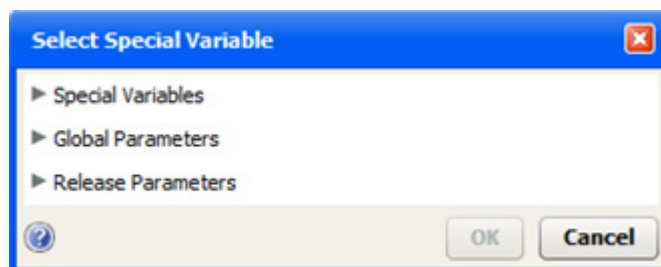 Select Special Variable
Special Variables
Global Parameters
Release Parameters
? OK Cancel